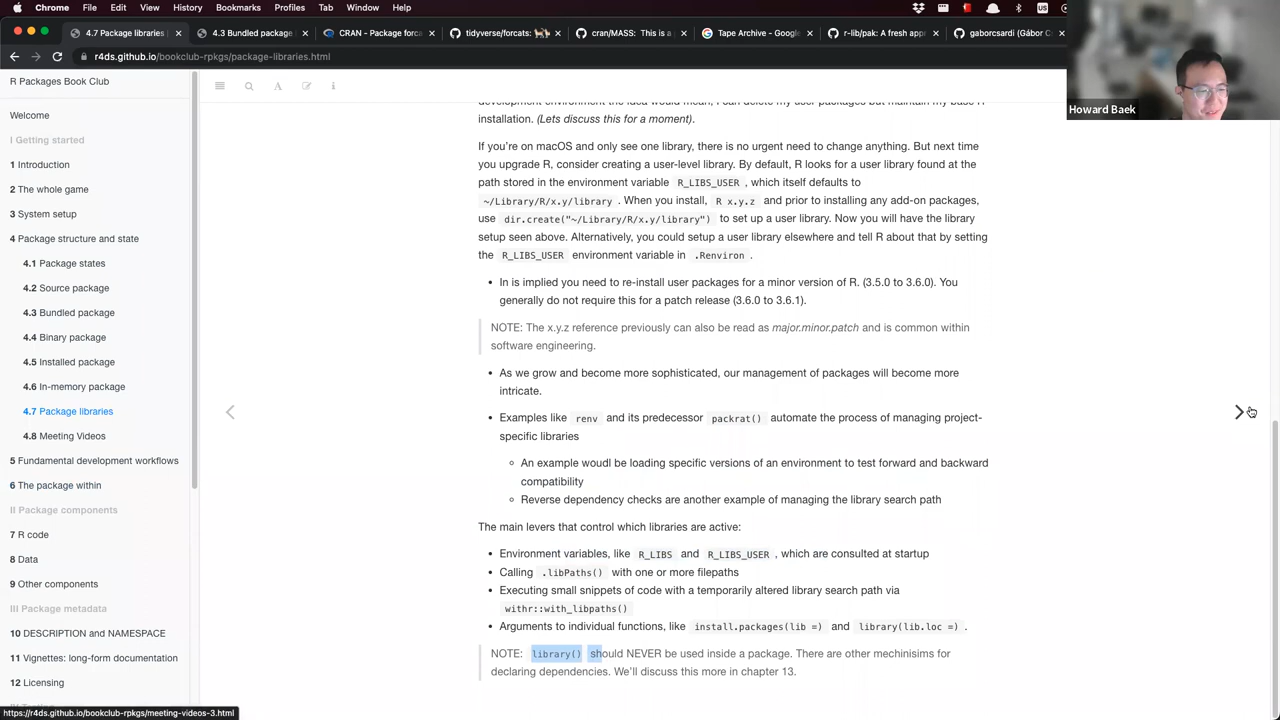 Chrome File Edit View History Bookmarks Profiles Tab Window Help
4.7 Package libraries
4.3 Bundled package
CRAN - Package forca
tidyverse/forcats:
cran/MASS: This is a
Tape Archive - Google
r-lib/pak: A fresh app
gaborcsardi (Gábor C
r4ds.github.io/bookclub-rpkgs/package-libraries.html
R Packages Book Club
Welcome
I Getting started
1 Introduction
2 The whole game
3 System setup
4 Package structure and state
4.1 Package states
4.2 Source package
4.3 Bundled package
4.4 Binary package
4.5 Installed package
4.6 In-memory package
4.7 Package libraries
4.8 Meeting Videos
5 Fundamental development workflows
6 The package within
II Package components
7 R code
8 Data
9 Other components
III Package metadata
10 DESCRIPTION and NAMESPACE
11 Vignettes: long-form documentation
12 Licensing
https://r4ds.github.io/bookclub-rpkgs/meeting-videos-3.html
development environment the idea would mean, I can delete my user packages but maintain my base R
installation. (Lets discuss this for a moment).
If you're on macOS and only see one library, there is no urgent need to change anything. But next time
you upgrade R, consider creating a user-level library. By default, R looks for a user library found at the
path stored in the environment variable R_LIBS_USER, which itself defaults to
~/Library/R/x.y/library. When you install, R x.y.z and prior to installing any add-on packages,
use dir.create("~/Library/R/x.y/library") to set up a user library. Now you will have the library
setup seen above. Alternatively, you could setup a user library elsewhere and tell R about that by setting
the R_LIBS_USER environment variable in .Renviron.
• In is implied you need to re-install user packages for a minor version of R. (3.5.0 to 3.6.0). You
generally do not require this for a patch release (3.6.0 to 3.6.1).
NOTE: The x.y.z reference previously can also be read as major.minor.patch and is common within
software engineering.
• As we grow and become more sophisticated, our management of packages will become more
intricate.
• Examples like renv and its predecessor packrat() automate the process of managing project-
specific libraries
◦ An example woudl be loading specific versions of an environment to test forward and backward
compatibility
◦ Reverse dependency checks are another example of managing the library search path
The main levers that control which libraries are active:
• Environment variables, like R_LIBS and R_LIBS_USER, which are consulted at startup
• Calling .libPaths() with one or more filepaths
• Executing small snippets of code with a temporarily altered library search path via
withr::with_libpaths()
• Arguments to individual functions, like install.packages(lib =) and library(lib.loc =).
NOTE: library() should NEVER be used inside a package. There are other mechinisims for
declaring dependencies. We'll discuss this more in chapter 13.
Howard Baek